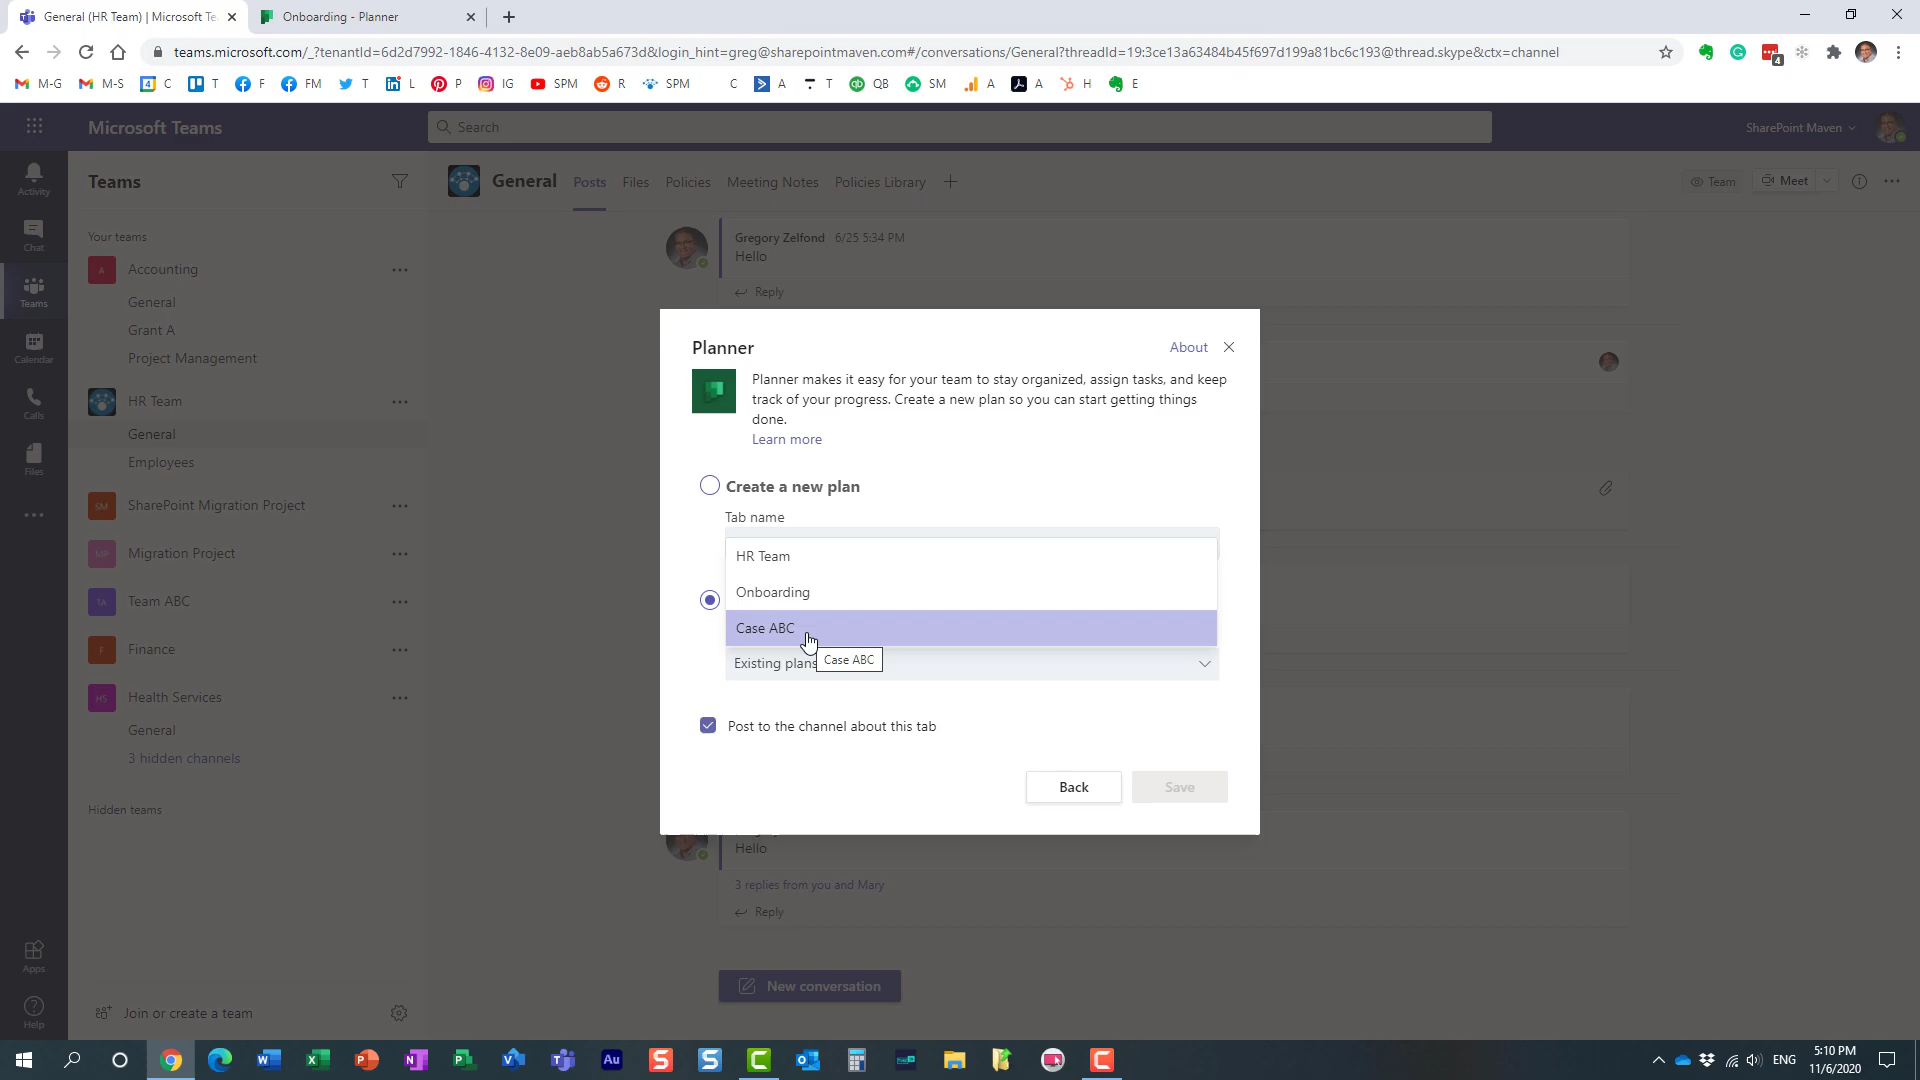 General (HR Team) | Microsoft Te
Onboarding - Planner
teams.microsoft.com/_?tenantId=6d2d7992-1846-4132-8e09-aeb8ab5a673d&login_hint=greg@sharepointmaven.com#/conversations/General?threadId=19:3ce13a63484b45f697d199a81bc6c193@thread.skype&ctx=channel
4
M-G M-S C T F FM T L P IG SPM R SPM C A T QB SM A A H E
Microsoft Teams
Search
SharePoint Maven
Activity
Chat
Teams
Calendar
Calls
Files
Apps
Help
Teams
Your teams
A Accounting
General
Grant A
Project Management
HR Team
General
Employees
SM SharePoint Migration Project
MP Migration Project
TA Team ABC
F Finance
HS Health Services
General
3 hidden channels
Hidden teams
Join or create a team
General Posts Files Policies Meeting Notes Policies Library
Team Meet
Gregory Zelfond 6/25 5:34 PM
Hello
Reply
Planner
About
Planner makes it easy for your team to stay organized, assign tasks, and keep
track of your progress. Create a new plan so you can start getting things
done.
Learn more
Create a new plan
Tab name
HR Team
Onboarding
Case ABC
Case ABC
Existing plans
Post to the channel about this tab
Back
Save
Hello
3 replies from you and Mary
Reply
New conversation
ENG
5:10 PM
11/6/2020